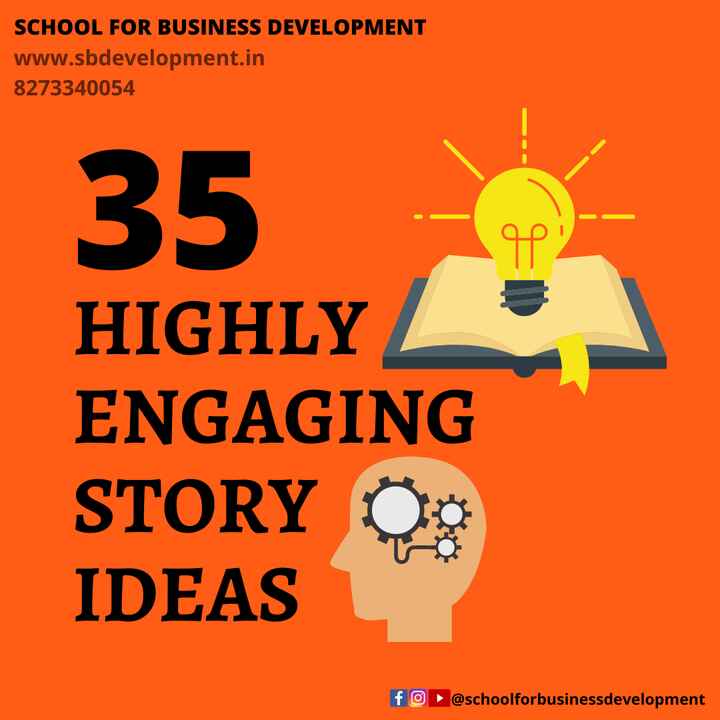 SCHOOL FOR BUSINESS DEVELOPMENT
www.sbdevelopment.in
8273340054
35
HIGHLY
ENGAGING
STORY
IDEAS
@schoolforbusinessdevelopment